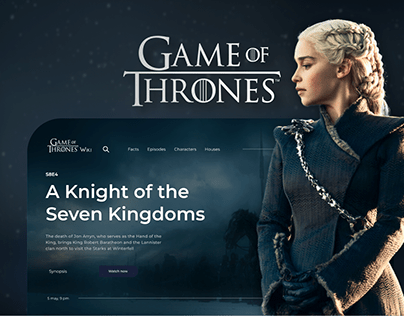 GAME OF
THRONES
GAME OF
THRONES Wiki
Facts Episodes Characters Houses
S8E4
A Knight of the
Seven Kingdoms
The death of Jon Arryn, who serves as the Hand of the
King, brings King Robert Baratheon and the Lannister
clan north to visit the Starks at Winterfell
Synopsis Watch now
5 may, 9 pm